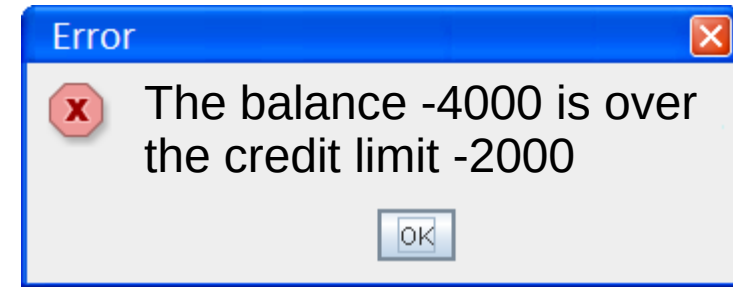 Error
The balance -4000 is over
the credit limit -2000
OK